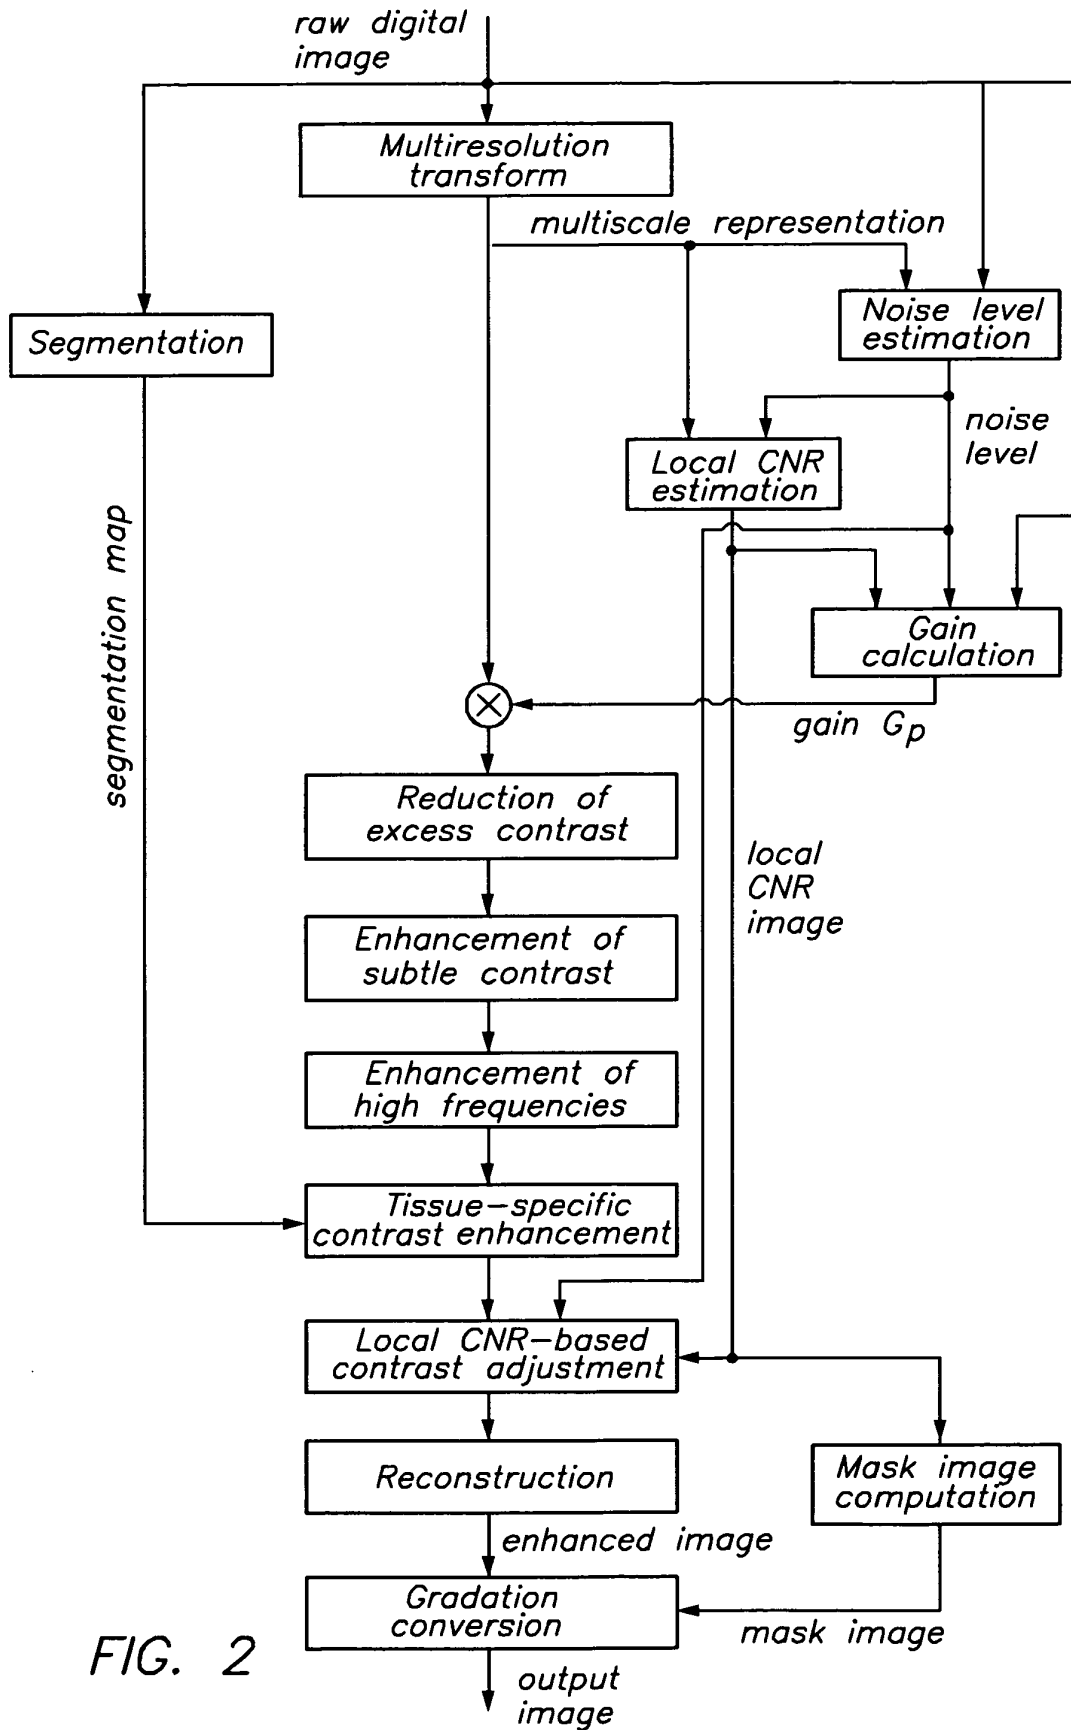 raw digital
image
Multiresolution
transform
multiscale representation
Noise level
estimation
Segmentation
noise
level
Local CNR
estimation
segmentation map
Gain
calculation
gain Gp
Reduction of
excess contrast
local
CNR
image
Enhancement of
subtle contrast
Enhancement of
high frequencies
Tissue-specific
contrast enhancement
Local CNR-based
contrast adjustment
Reconstruction
Mask image
computation
enhanced image
Gradation
conversion
mask image
FIG. 2
output
image